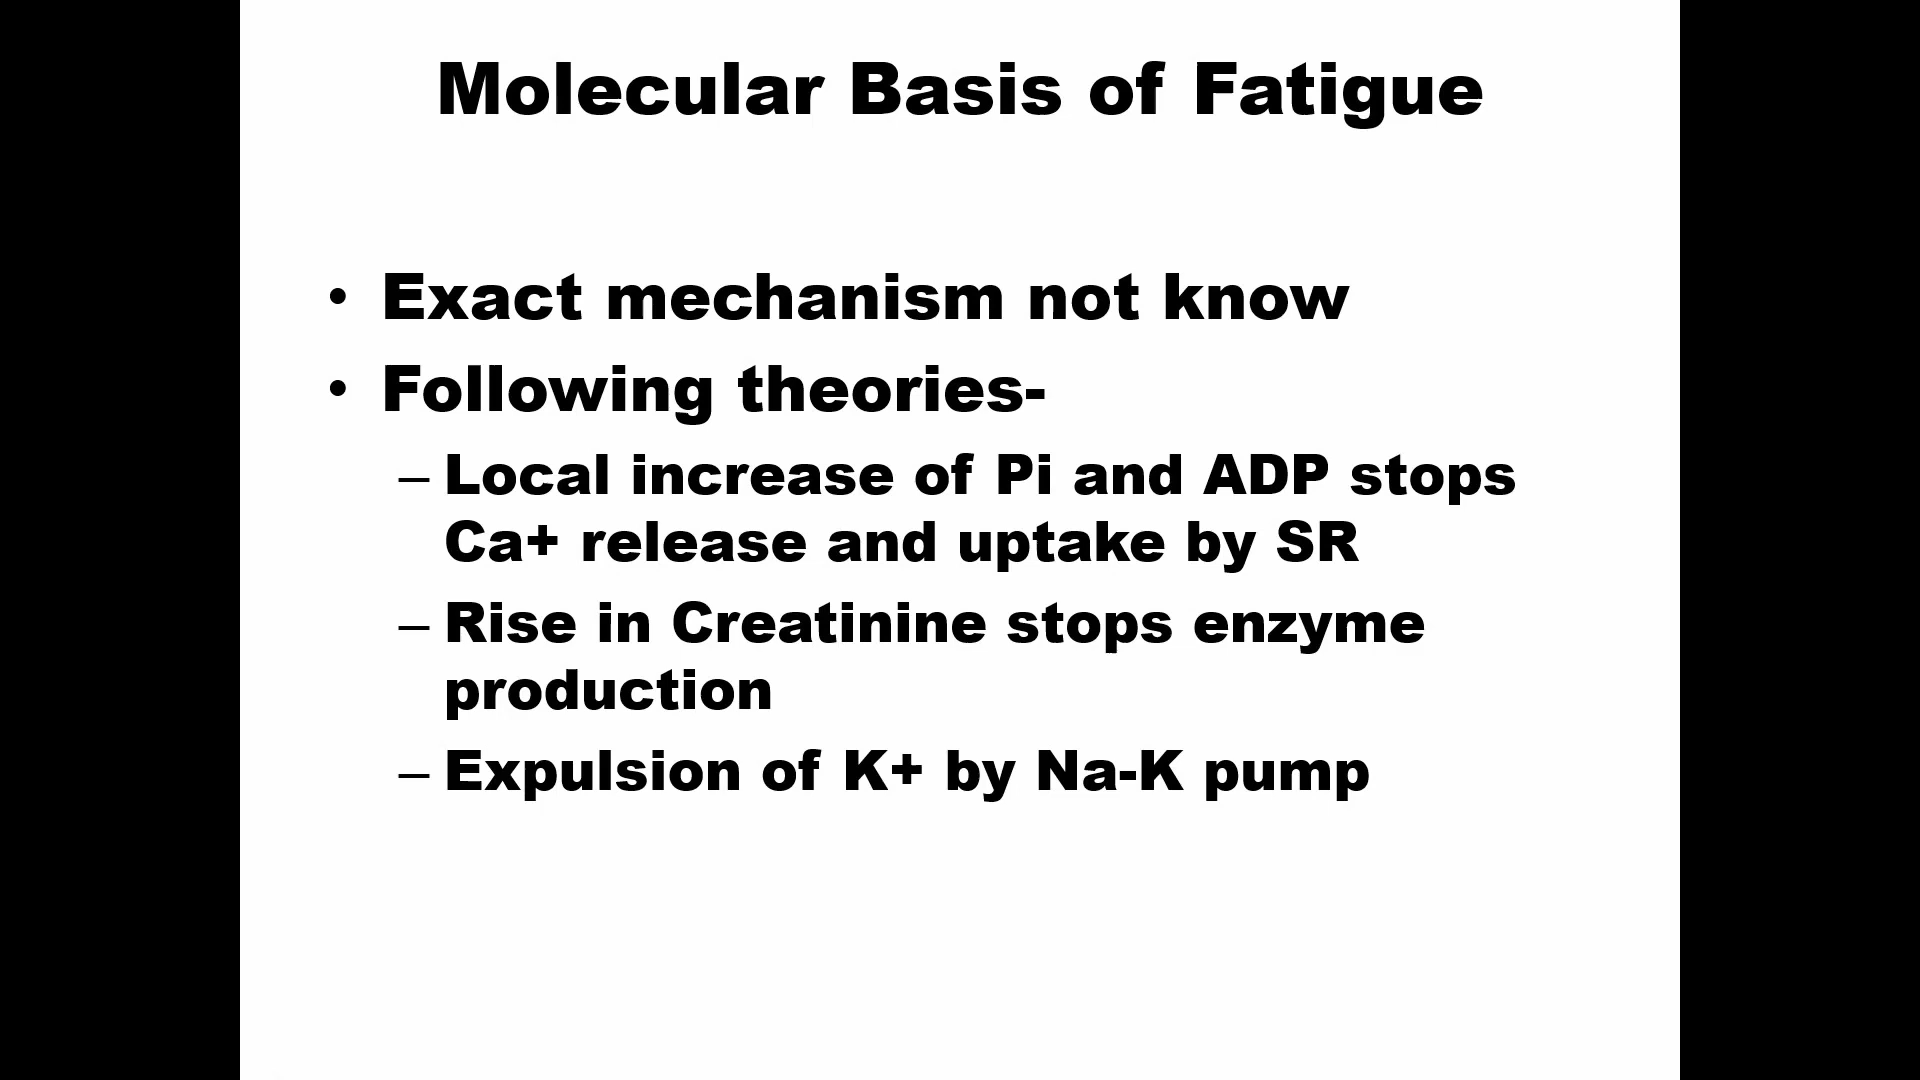 Molecular Basis of Fatigue
• Exact mechanism not know
• Following theories-
– Local increase of Pi and ADP stops
Ca+ release and uptake by SR
– Rise in Creatinine stops enzyme
production
– Expulsion of K+ by Na-K pump